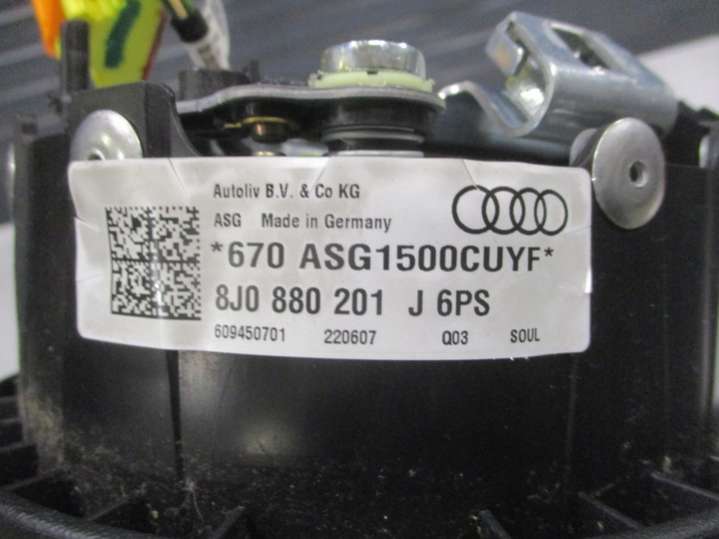 Autoliv B.V. & Co KG
ASG Made in Germany
*670 ASG1500CUYF*
8J0 880 201 J 6PS
609450701 220607 Q03 SOUL